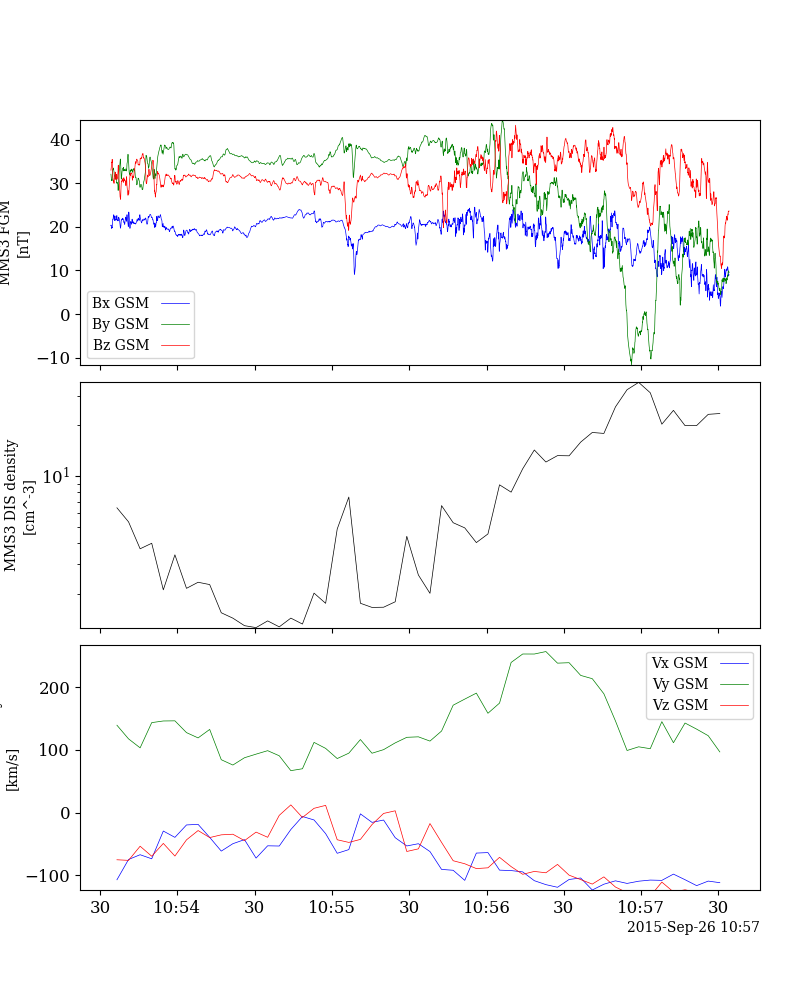 40
30
20
10
0
−10
MMS3 FGM
[nT]
Bx GSM
By GSM
Bz GSM
10^1
MMS3 DIS density
[cm^-3]
200
100
0
−100
[km/s]
Vx GSM
Vy GSM
Vz GSM
30 10:54 30 10:55 30 10:56 30 10:57 30
2015-Sep-26 10:57